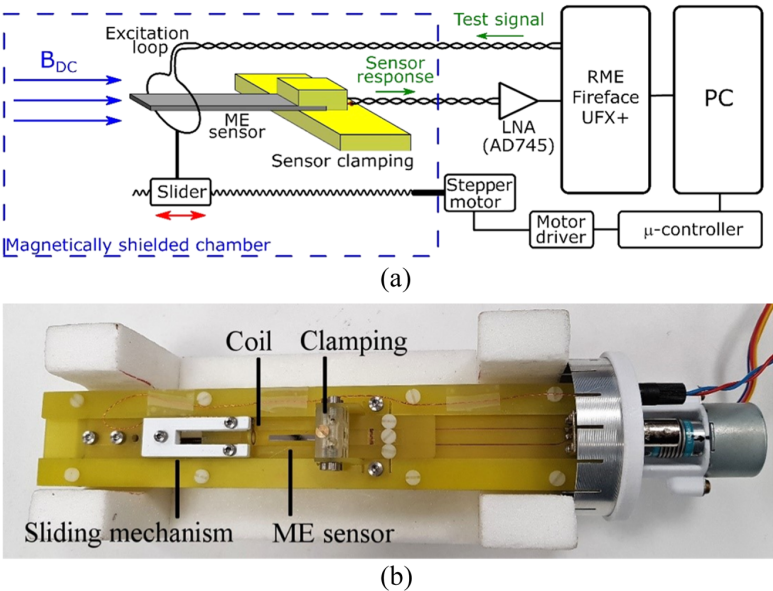 Excitation
loop
Test signal
B_DC
Sensor
response
RME
Fireface
UFX+
PC
ME
sensor
LNA
(AD745)
Sensor clamping
Slider
Stepper
motor
Motor
driver
μ-controller
Magnetically shielded chamber
(a)
Coil
Clamping
Sliding mechanism
ME sensor
(b)